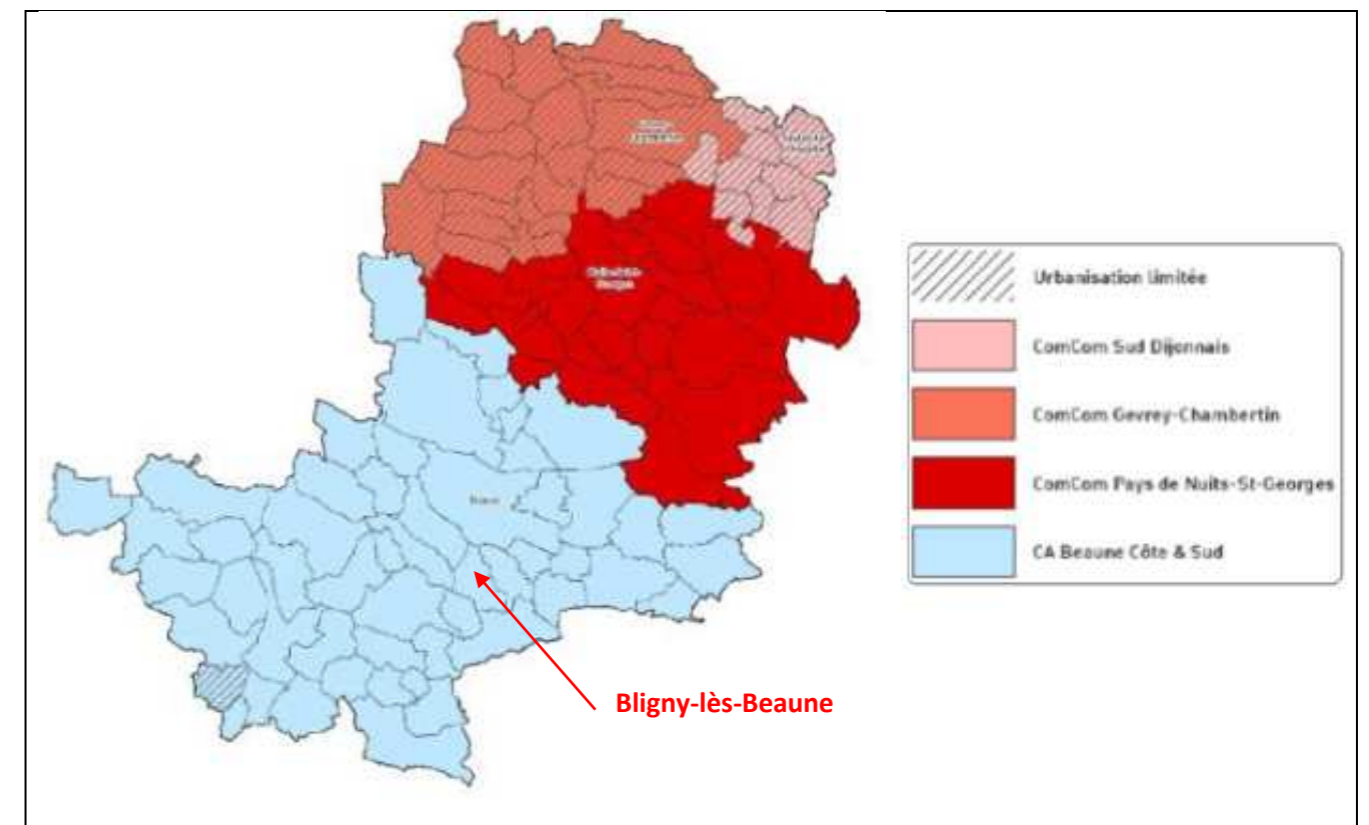 Urbanisation limitée
ComCom Sud Dijonnais
ComCom Gevrey-Chambertin
ComCom Pays de Nuits-St-Georges
CA Beaune Côte & Sud
Bligny-lès-Beaune